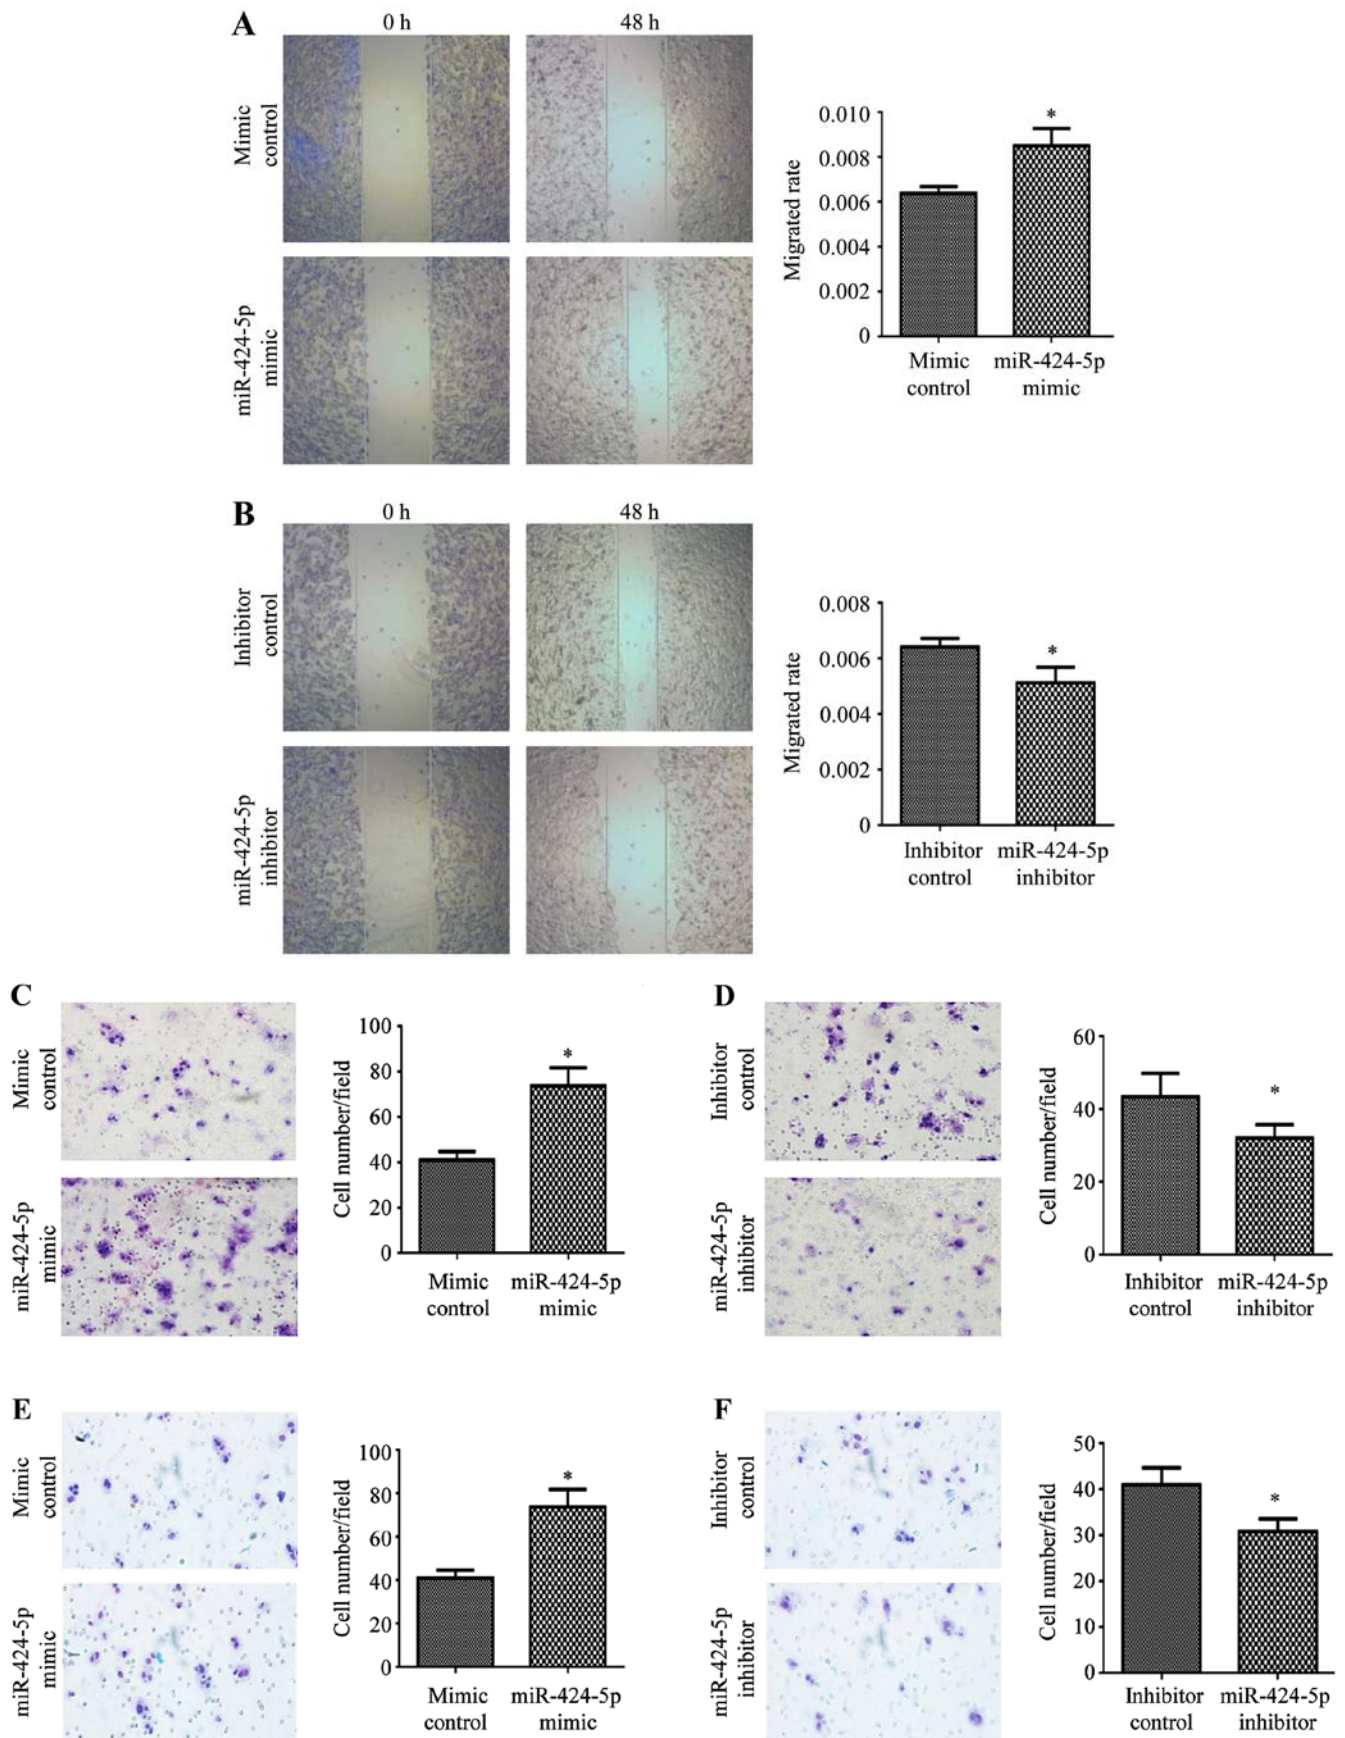 A
0 h
48 h
Mimic
control
miR-424-5p
mimic
Migrated rate
0.010
0.008
0.006
0.004
0.002
0
*
Mimic
control
miR-424-5p
mimic
B
0 h
48 h
Inhibitor
control
miR-424-5p
inhibitor
Migrated rate
0.008
0.006
0.004
0.002
0
*
Inhibitor
control
miR-424-5p
inhibitor
C
Mimic
control
miR-424-5p
mimic
Cell number/field
100
80
60
40
20
0
*
Mimic
control
miR-424-5p
mimic
D
Inhibitor
control
miR-424-5p
inhibitor
Cell number/field
60
40
20
0
*
Inhibitor
control
miR-424-5p
inhibitor
E
Mimic
control
miR-424-5p
mimic
Cell number/field
100
80
60
40
20
0
*
Mimic
control
miR-424-5p
mimic
F
Inhibitor
control
miR-424-5p
inhibitor
Cell number/field
50
40
30
20
10
0
*
Inhibitor
control
miR-424-5p
inhibitor